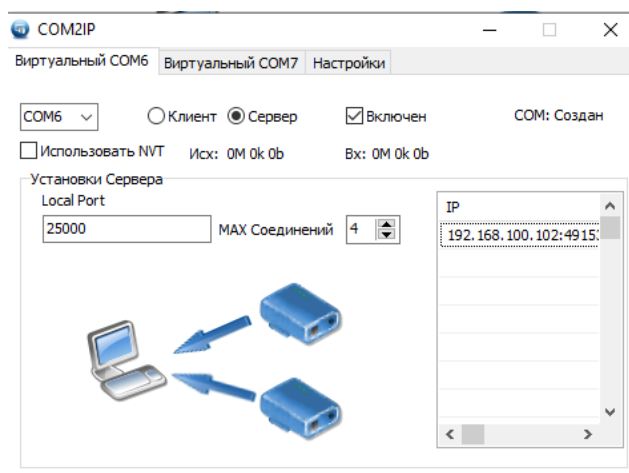 COM2IP
Виртуальный COM6 Виртуальный COM7 Настройки
COM6 Клиент Сервер Включен COM: Создан
Использовать NVT Исх: 0M 0k 0b Вх: 0M 0k 0b
Установки Сервера
Local Port
IP
25000 MAX Соединений 4
192.168.100.102:4915